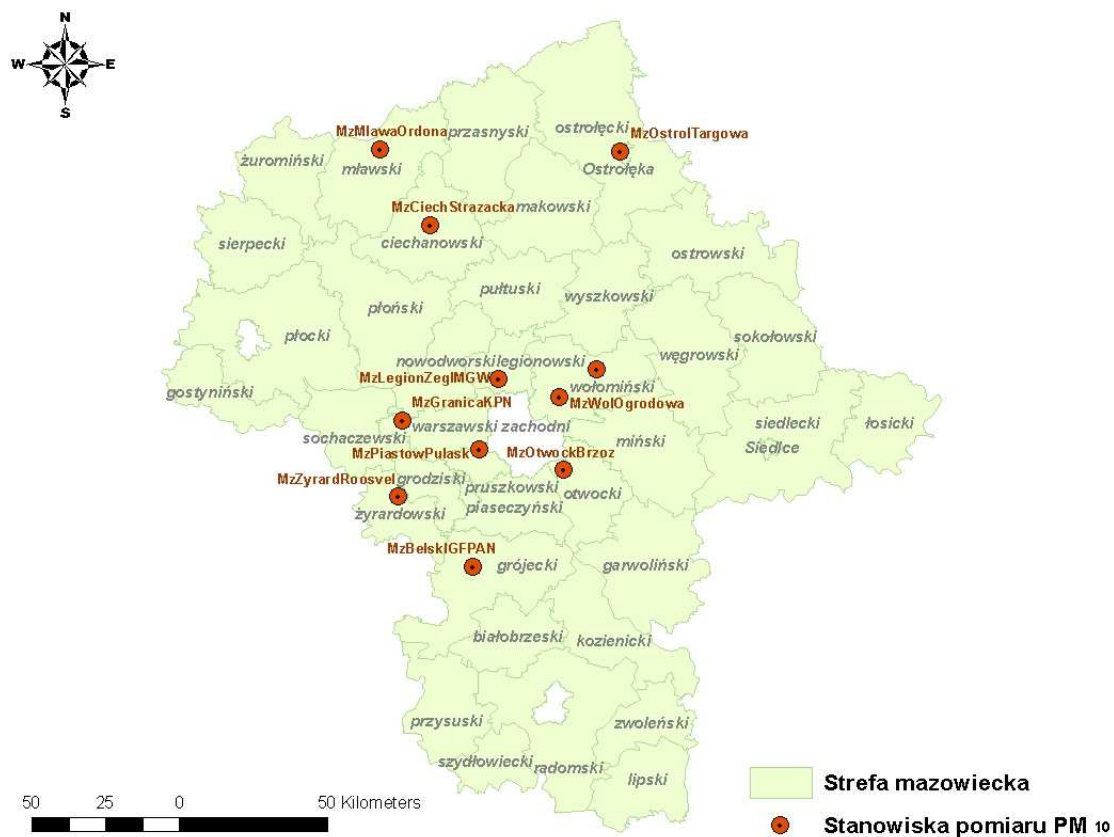 N
W E
S
MzMlawaOrdona
przasnyski
ostrołęcki
MzOstrolTargowa
żuromiński
mławski
Ostrołęka
MzCiechStrazacka
makowski
sierpecki
ciechanowski
ostrowski
pułtuski
wyszkowski
płoński
płocki
sokołowski
węgrowski
nowodworski legionowski
MzLegionZeglMGW
wołomiński
gostyniński
MzGranicaKPN
MzWolOgrodowa
warszawski zachodni
siedlecki
łosicki
sochaczewski
miński
Siedlce
MzPiastowPulask
MzOtwockBrzoz
MzZyrardRoosvel
grodziski
pruszkowski
otwocki
piaseczyński
żyrardowski
MzBelskIGFPAN
grójecki
garwoliński
białobrzeski
kozienicki
przysuski
zwoleński
szydłowiecki
radomski
lipski
50 25 0 50 Kilometers
Strefa mazowiecka
Stanowiska pomiaru PM 10